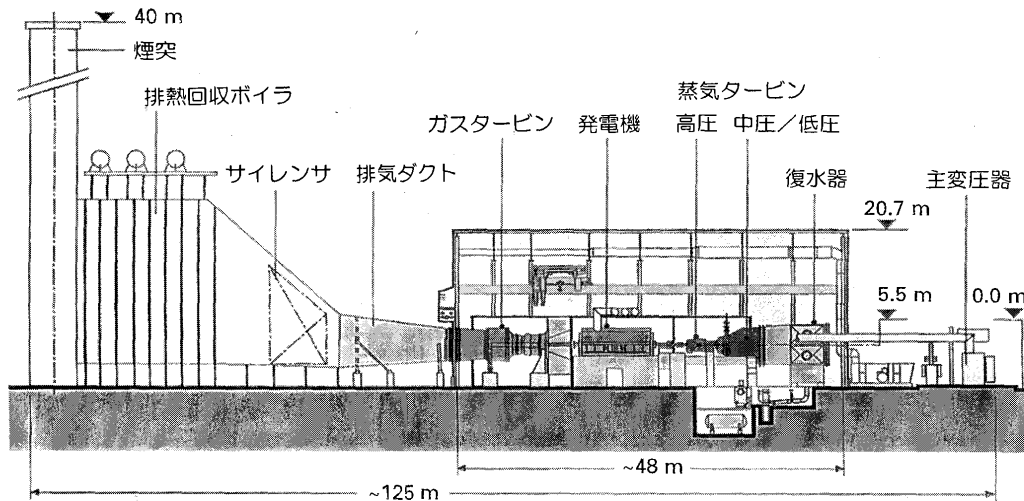 40 m
煙突
排熱回収ボイラ
サイレンサ
排気ダクト
ガスタービン
発電機
蒸気タービン
高圧 中圧/低圧
復水器
主変圧器
20.7 m
5.5 m
0.0 m
~48 m
~125 m